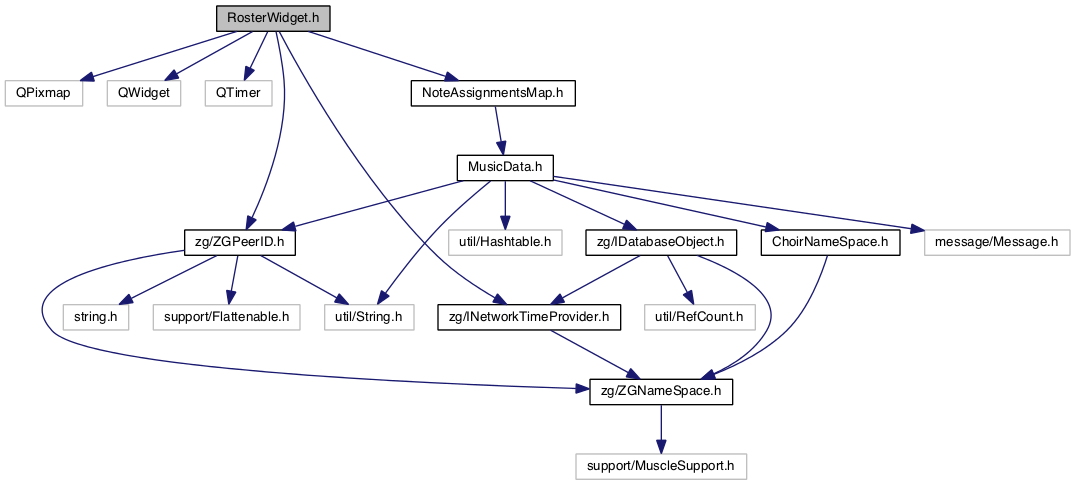 RosterWidget.h
QPixmap
QWidget
QTimer
NoteAssignmentsMap.h
MusicData.h
zg/ZGPeerID.h
util/Hashtable.h
zg/IDatabaseObject.h
ChoirNameSpace.h
message/Message.h
string.h
support/Flattenable.h
util/String.h
zg/INetworkTimeProvider.h
util/RefCount.h
zg/ZGNameSpace.h
support/MuscleSupport.h